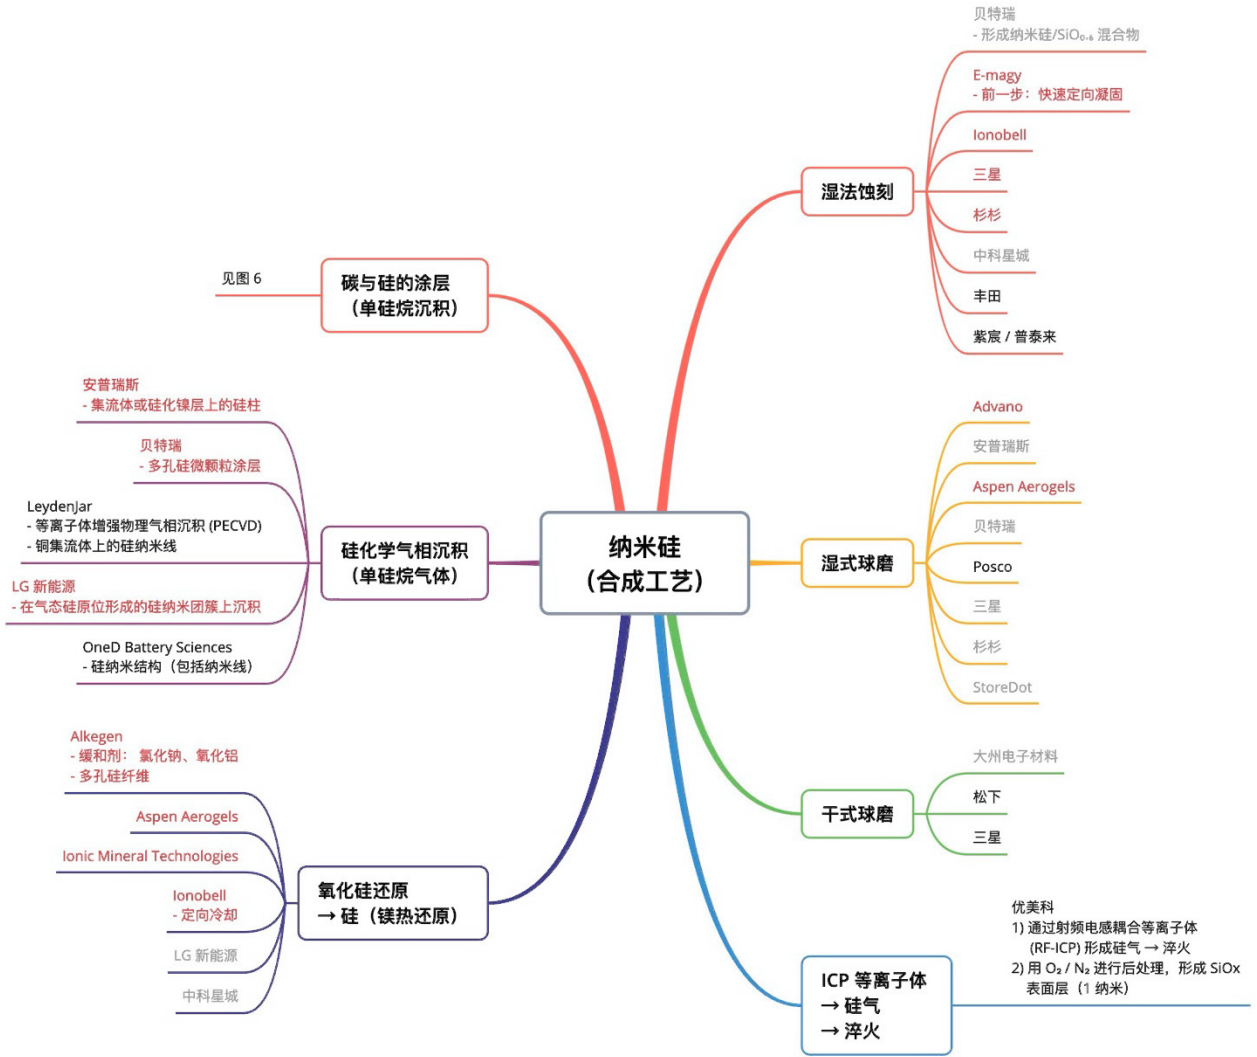 纳米硅
（合成工艺）
湿法蚀刻
贝特瑞
- 形成纳米硅/SiO₀.₆ 混合物
E-magy
- 前一步：快速定向凝固
Ionobell
三星
杉杉
中科星城
丰田
紫宸 / 普泰来
湿式球磨
Advano
安普瑞斯
Aspen Aerogels
贝特瑞
Posco
三星
杉杉
StoreDot
干式球磨
大州电子材料
松下
三星
ICP 等离子体
→ 硅气
→ 淬火
优美科
1) 通过射频电感耦合等离子体
(RF-ICP) 形成硅气 → 淬火
2) 用 O₂ / N₂ 进行后处理，形成 SiOx
表面层（1 纳米）
碳与硅的涂层
（单硅烷沉积）
见图 6
硅化学气相沉积
（单硅烷气体）
安普瑞斯
- 集流体或硅化镍层上的硅柱
贝特瑞
- 多孔硅微颗粒涂层
LeydenJar
- 等离子体增强物理气相沉积 (PECVD)
- 铜集流体上的硅纳米线
LG 新能源
- 在气态硅原位形成的硅纳米团簇上沉积
OneD Battery Sciences
- 硅纳米结构（包括纳米线）
氧化硅还原
→ 硅（镁热还原）
Alkegen
- 缓和剂： 氯化钠、氧化铝
- 多孔硅纤维
Aspen Aerogels
Ionic Mineral Technologies
Ionobell
- 定向冷却
LG 新能源
中科星城